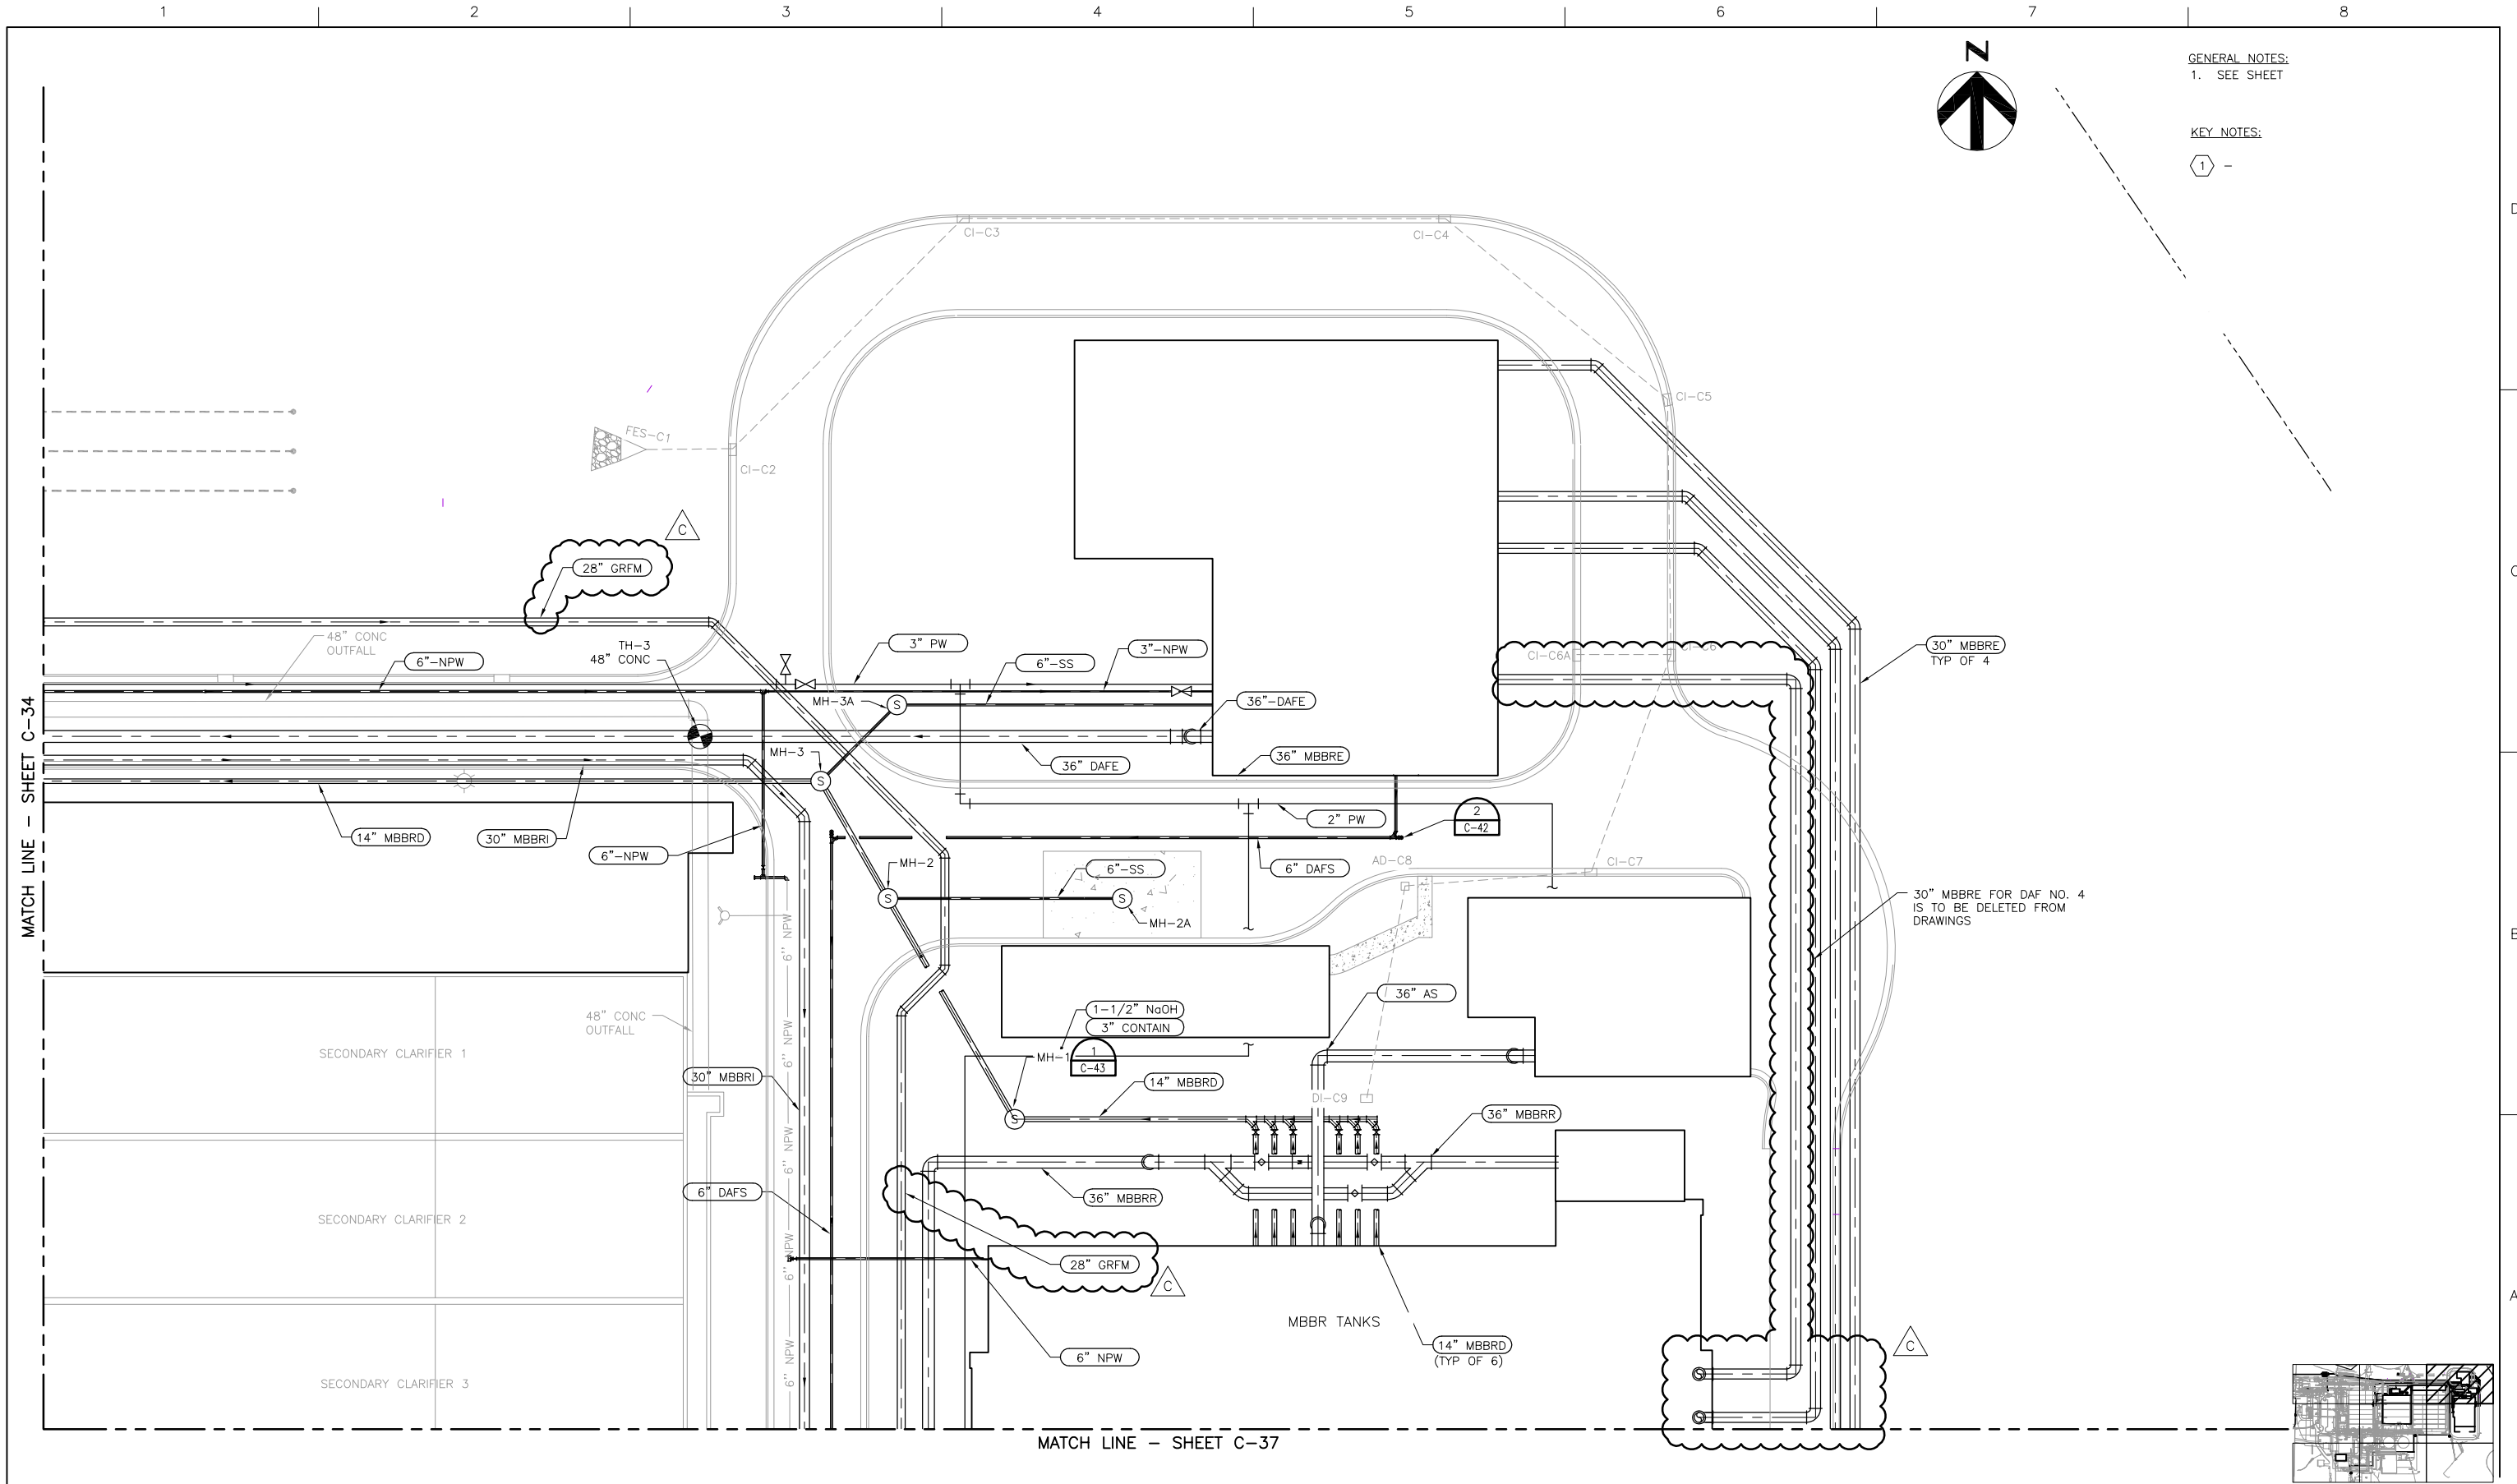 1 2 3 4 5 6 7 8
N
GENERAL NOTES:
1. SEE SHEET
KEY NOTES:
1 -
D
C
B
A
CI-C3
CI-C4
CI-C5
FES-C1
CI-C2
C
28" GRFM
48" CONC
OUTFALL
6"-NPW
TH-3
48" CONC
3" PW
6"-SS
3"-NPW
CI-C6A
CI-C6
30" MBBRE
TYP OF 4
MH-3A
S
36"-DAFE
MH-3
S
36" DAFE
36" MBBRE
MATCH LINE - SHEET C-34
14" MBBRD
30" MBBRI
6"-NPW
2" PW
2
C-42
MH-2
S
6"-SS
S
MH-2A
6" DAFS
AD-C8
CI-C7
30" MBBRE FOR DAF NO. 4
IS TO BE DELETED FROM
DRAWINGS
6" NPW
6" NPW
6" NPW
6" NPW
6" NPW
6"
48" CONC
OUTFALL
SECONDARY CLARIFIER 1
1-1/2" NaOH
3" CONTAIN
36" AS
MH-1
1
C-43
30" MBBRI
14" MBBRD
DI-C9
S
36" MBBRR
6" DAFS
36" MBBRR
SECONDARY CLARIFIER 2
28" GRFM
C
MBBR TANKS
14" MBBRD
(TYP OF 6)
6" NPW
C
SECONDARY CLARIFIER 3
MATCH LINE - SHEET C-37